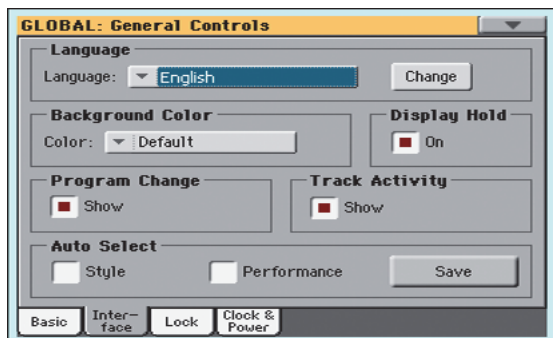 GLOBAL: General Controls
Language
Language: English
Change
Background Color
Display Hold
Color: Default
On
Program Change
Track Activity
Show
Show
Auto Select
Style
Performance
Save
Basic
Inter-
face
Lock
Clock &
Power